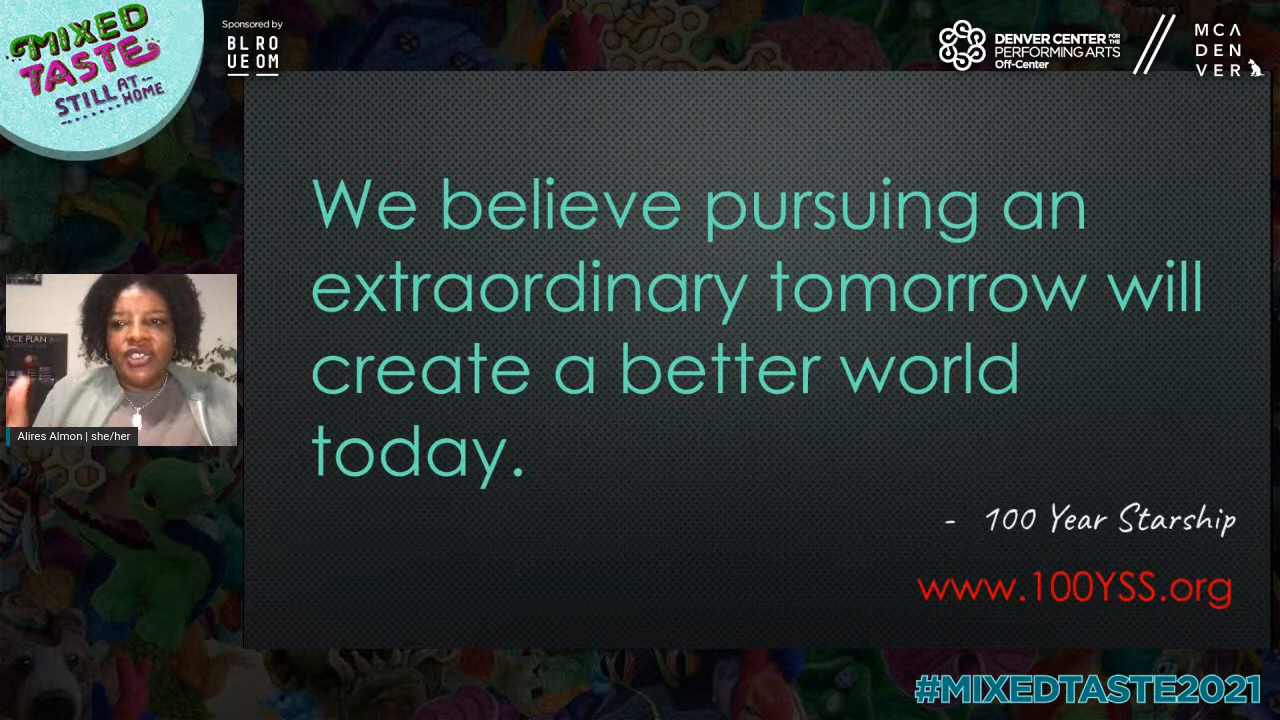 MIXED
TASTE
STILL AT
HOME
Sponsored by
BL RO
UE OM
DENVER CENTER FOR THE
PERFORMING ARTS
Off-Center
MCA
DEN
VER
We believe pursuing an
extraordinary tomorrow will
create a better world
today.
- 100 Year Starship
www.100YSS.org
ACE PLAN
Alires Almon | she/her
#MIXEDTASTE2021